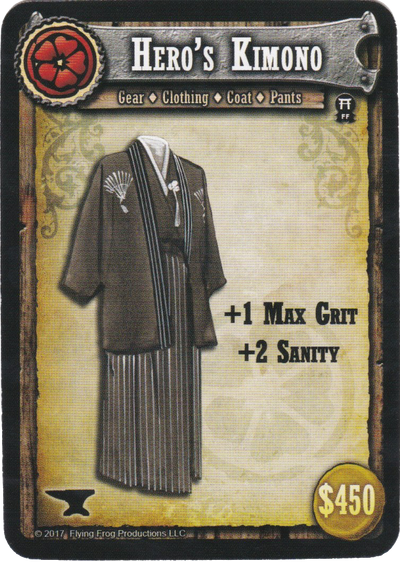 Hero's Kimono
Gear ♦ Clothing ♦ Coat ♦ Pants
FF
+1 Max Grit
+2 Sanity
$450
© 2017, Flying Frog Productions LLC